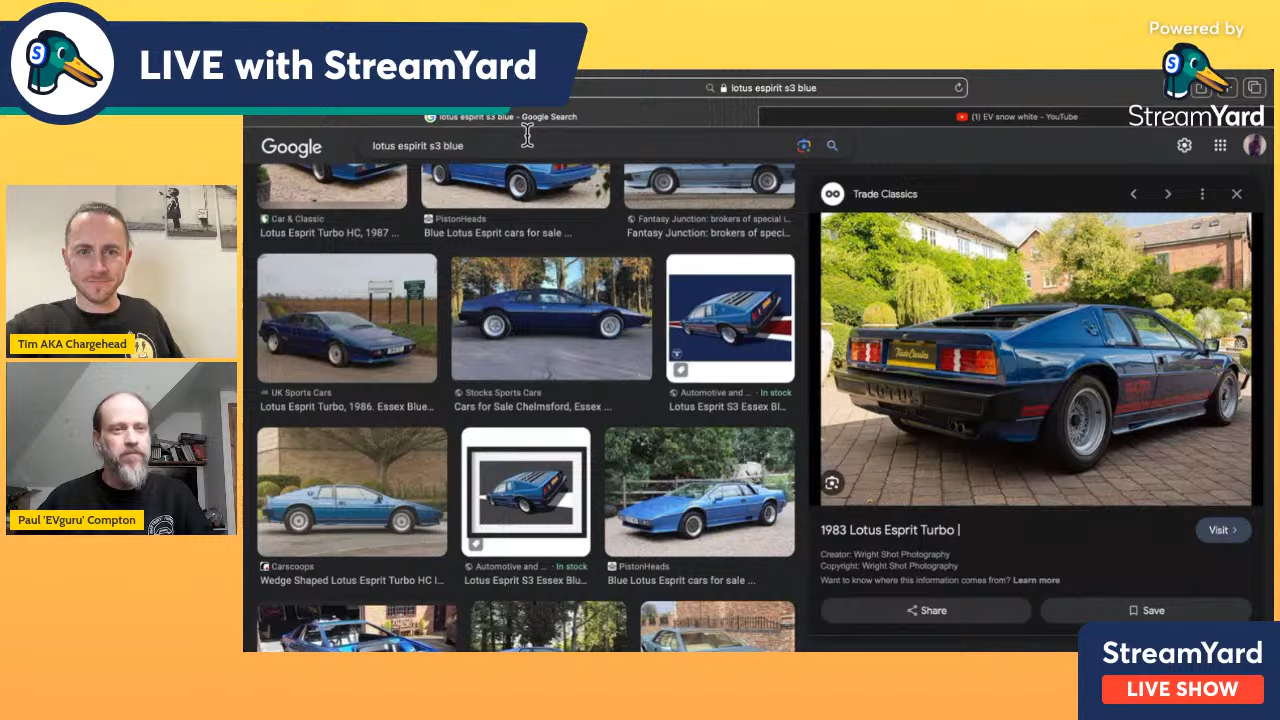 S
LIVE with StreamYard
Powered by
S
StreamYard
lotus espirit s3 blue
lotus espirit s3 blue - Google Search
(1) EV snow white - YouTube
Google
lotus espirit s3 blue
Trade Classics
Car & Classic
Lotus Esprit Turbo HC, 1987 ...
PistonHeads
Blue Lotus Esprit cars for sale ...
Fantasy Junction: brokers of special i...
Fantasy Junction: brokers of speci...
UK Sports Cars
Lotus Esprit Turbo, 1986. Essex Blue...
Stocks Sports Cars
Cars for Sale Chelmsford, Essex ...
Automotive and ... · In stock
Lotus Esprit S3 Essex Bl...
Carscoops
Wedge Shaped Lotus Esprit Turbo HC I...
Automotive and ... · In stock
Lotus Esprit S3 Essex Blu...
PistonHeads
Blue Lotus Esprit cars for sale ...
Trade Classics
1983 Lotus Esprit Turbo |
Visit
Creator: Wright Shot Photography
Copyright: Wright Shot Photography
Want to know where this information comes from? Learn more
Share
Save
Tim AKA Chargehead
Paul 'EVguru' Compton
StreamYard
LIVE SHOW